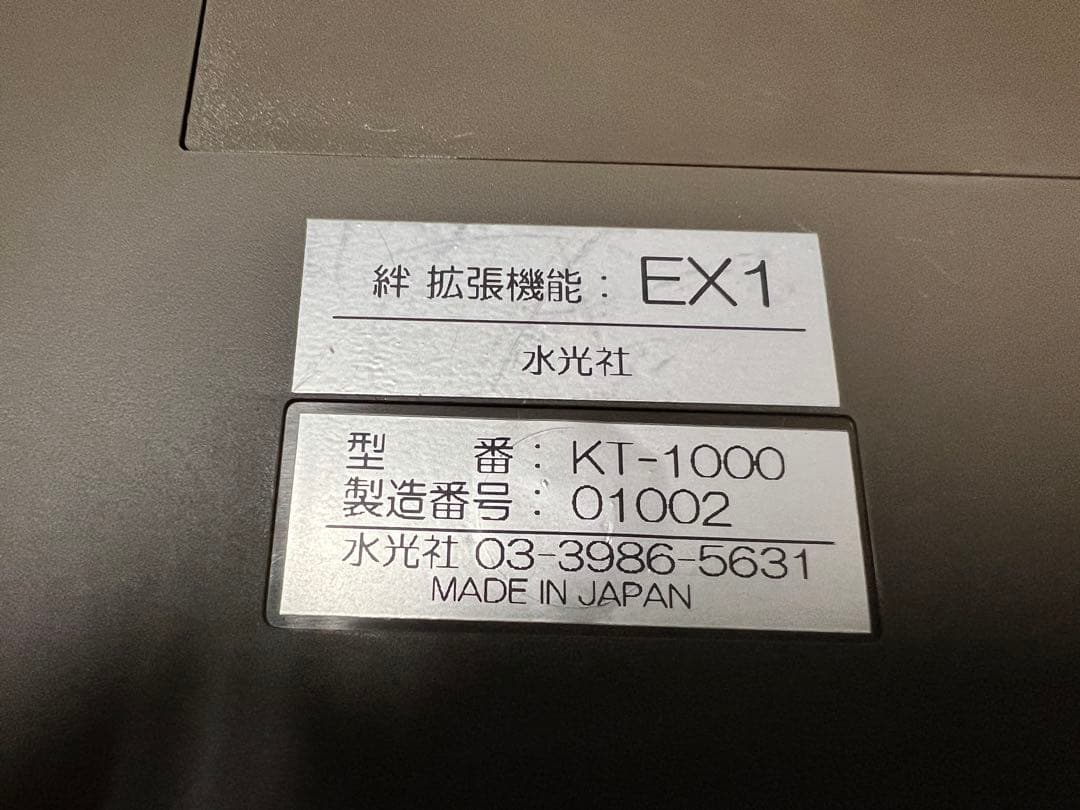 絆 拡張機能：EX1
水光社
型　　番：KT-1000
製造番号：01002
水光社 03-3986-5631
MADE IN JAPAN